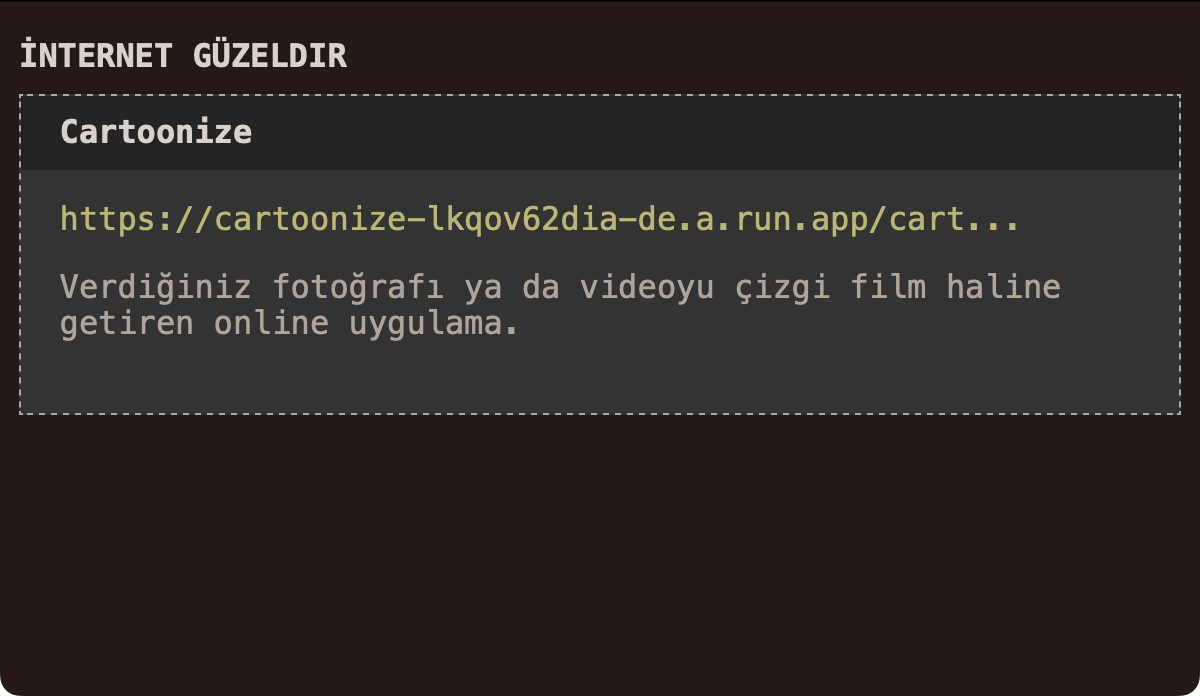 İNTERNET GÜZELDIR
Cartoonize
https://cartoonize-lkqov62dia-de.a.run.app/cart...
Verdiğiniz fotoğrafı ya da videoyu çizgi film haline
getiren online uygulama.